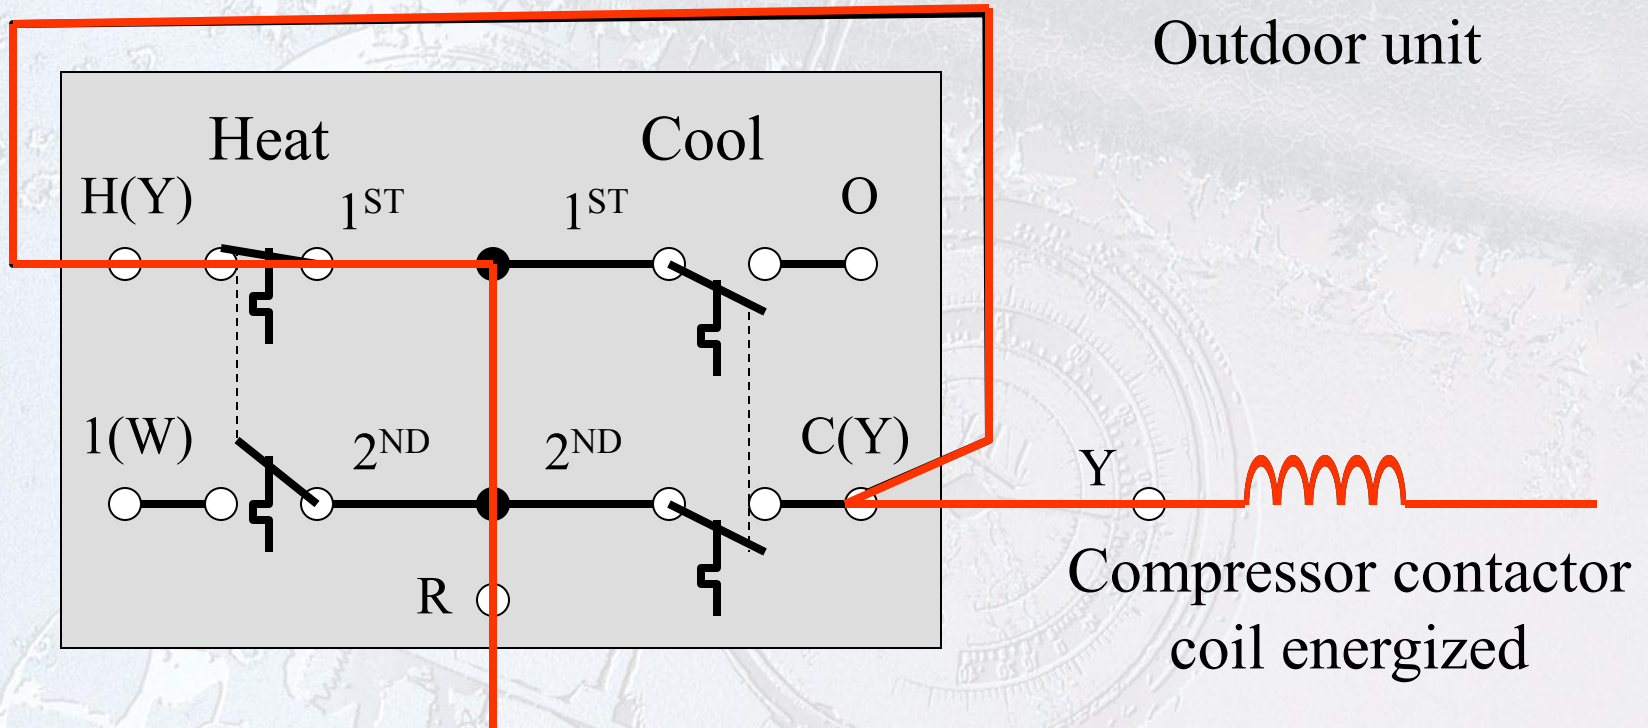 Outdoor unit
Heat
Cool
H(Y)
1ST
1ST
O
1(W)
2ND
2ND
C(Y)
Y
R
Compressor contactor
coil energized